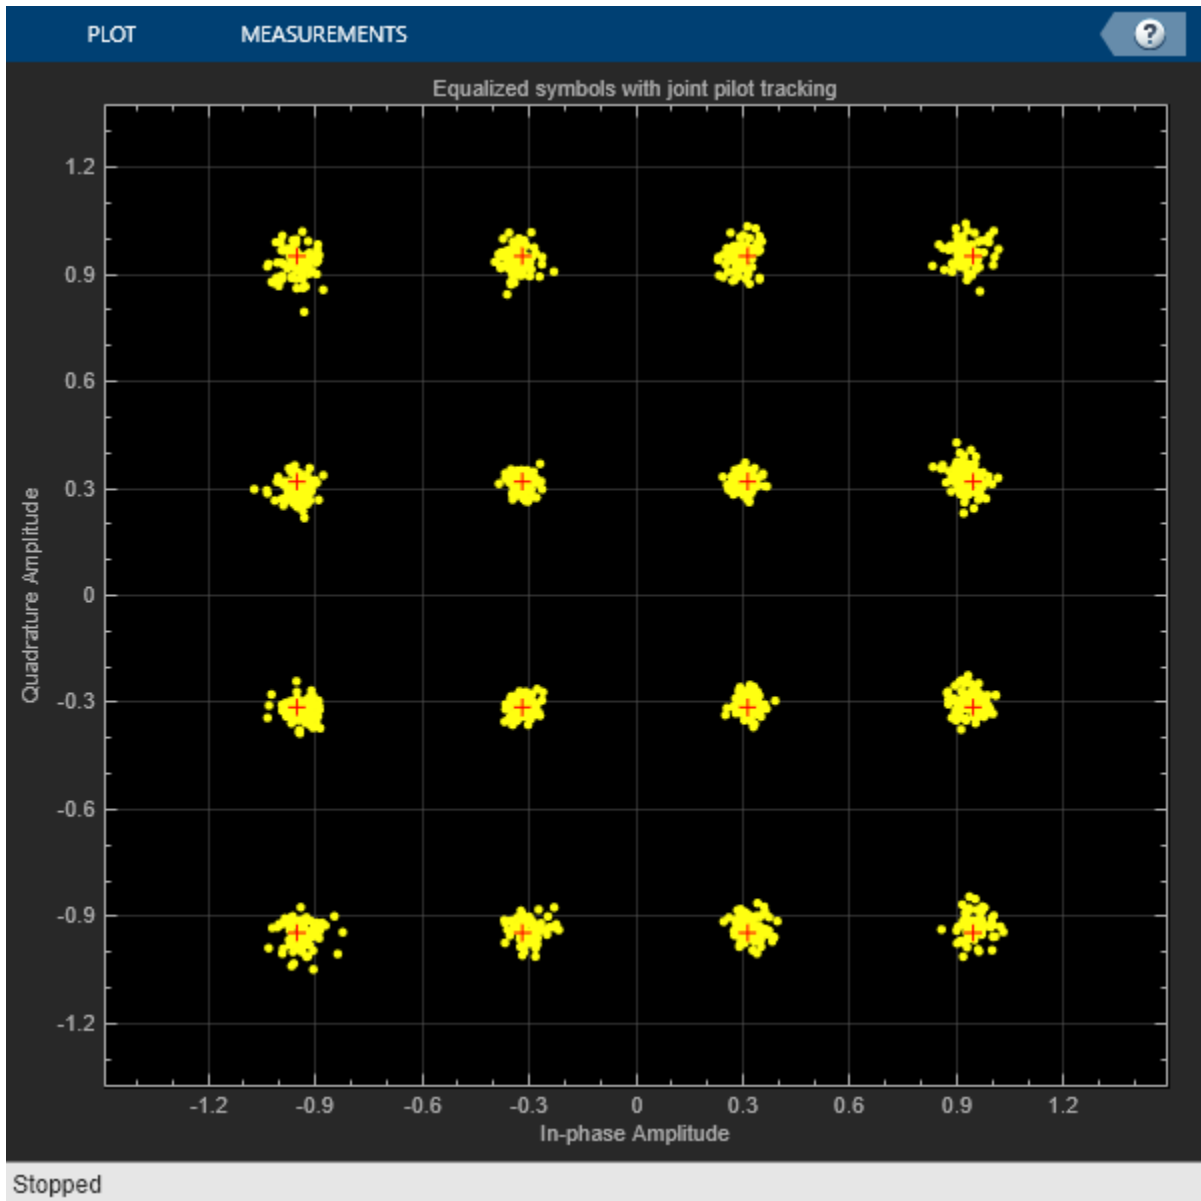 PLOT MEASUREMENTS ?
Equalized symbols with joint pilot tracking
1.2
0.9
0.6
0.3
0
-0.3
-0.6
-0.9
-1.2
Quadrature Amplitude
-1.2 -0.9 -0.6 -0.3 0 0.3 0.6 0.9 1.2
In-phase Amplitude
Stopped